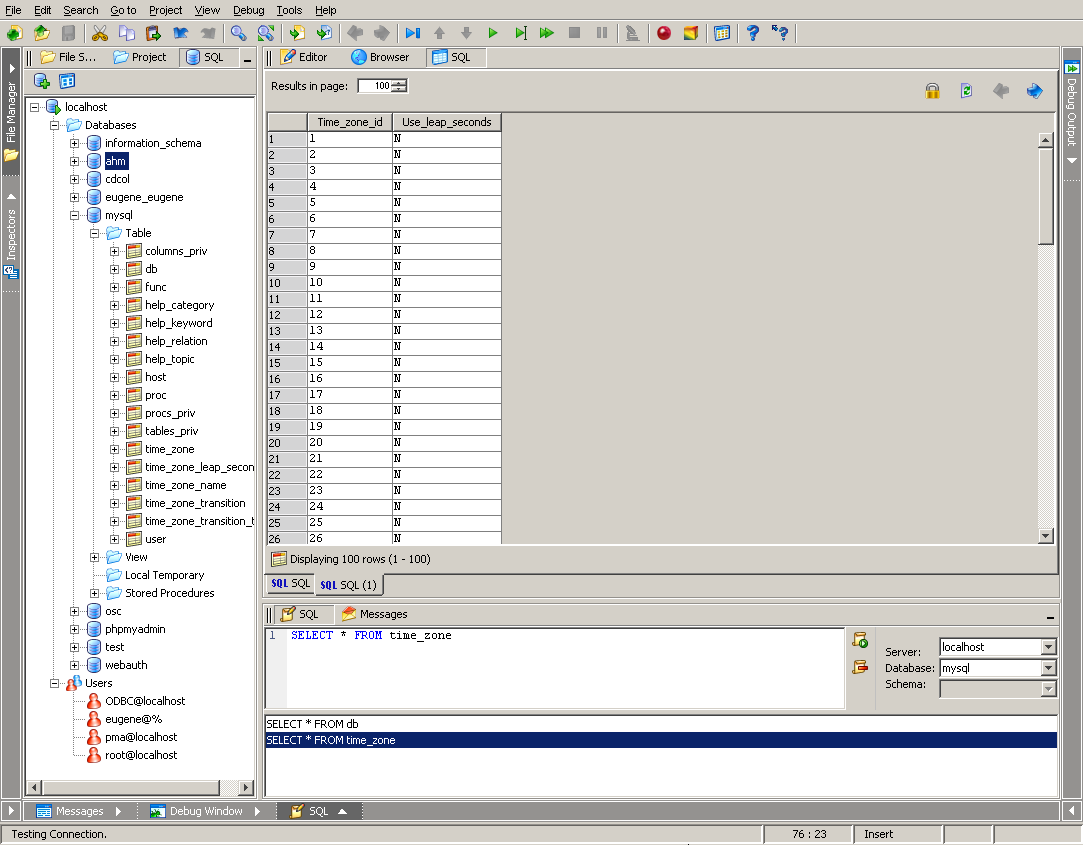 File Edit Search Go to Project View Debug Tools Help
File Manager
Inspectors
File S... Project SQL
localhost
Databases
information_schema
ahm
cdcol
eugene_eugene
mysql
Table
columns_priv
db
func
help_category
help_keyword
help_relation
help_topic
host
proc
procs_priv
tables_priv
time_zone
time_zone_leap_secon
time_zone_name
time_zone_transition
time_zone_transition_t
user
View
Local Temporary
Stored Procedures
osc
phpmyadmin
test
webauth
Users
ODBC@localhost
eugene@%
pma@localhost
root@localhost
Editor Browser SQL
Results in page: 100
Time_zone_id Use_leap_seconds
1 1 N
2 2 N
3 3 N
4 4 N
5 5 N
6 6 N
7 7 N
8 8 N
9 9 N
10 10 N
11 11 N
12 12 N
13 13 N
14 14 N
15 15 N
16 16 N
17 17 N
18 18 N
19 19 N
20 20 N
21 21 N
22 22 N
23 23 N
24 24 N
25 25 N
26 26 N
Displaying 100 rows (1 - 100)
SQL SQL SQL SQL (1)
SQL Messages
1 SELECT * FROM time_zone
Server: localhost
Database: mysql
Schema:
SELECT * FROM db
SELECT * FROM time_zone
Debug Output
Messages Debug Window SQL
Testing Connection. 76 : 23 Insert